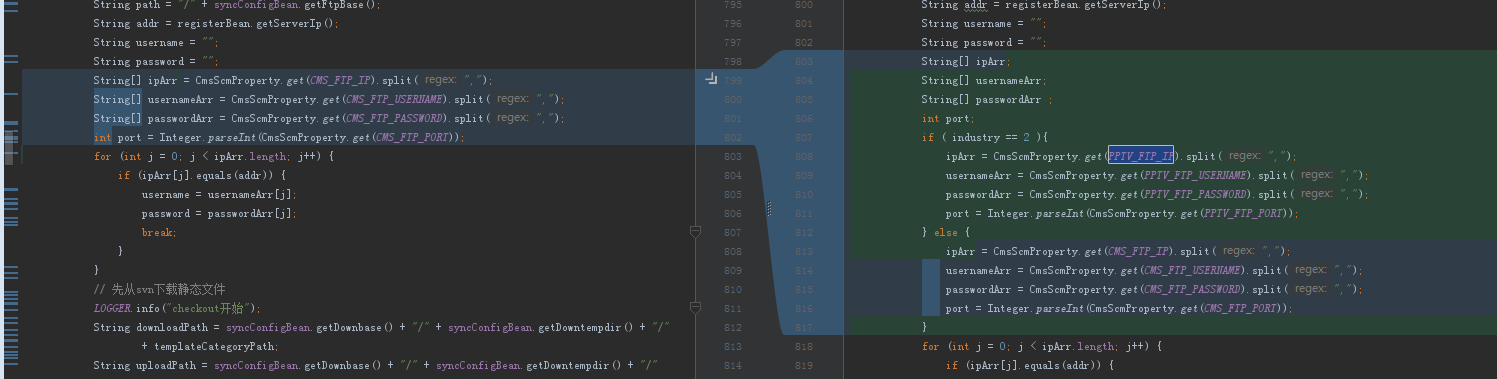 String path = "/" + syncConfigBean.getFtpBase();
String addr = registerBean.getServerIp();
String username = "";
String password = "";
String[] ipArr = CmsScmProperty.get(CMS_FTP_IP).split( regex: ",");
String[] usernameArr = CmsScmProperty.get(CMS_FTP_USERNAME).split( regex: ",");
String[] passwordArr = CmsScmProperty.get(CMS_FTP_PASSWORD).split( regex: ",");
int port = Integer.parseInt(CmsScmProperty.get(CMS_FTP_PORT));
for (int j = 0; j < ipArr.length; j++) {
if (ipArr[j].equals(addr)) {
username = usernameArr[j];
password = passwordArr[j];
break;
}
}
// 先从svn下载静态文件
LOGGER.info("checkout开始");
String downloadPath = syncConfigBean.getDownbase() + "/" + syncConfigBean.getDowntempdir() + "/"
+ templateCategoryPath;
String uploadPath = syncConfigBean.getDownbase() + "/" + syncConfigBean.getDowntempdir() + "/"
795 800
796 801
797 802
798 803
799 804
800 805
801 806
802 807
803 808
804 809
805 810
806 811
807 812
808 813
809 814
810 815
811 816
812 817
813 818
814 819
String addr = registerBean.getServerIp();
String username = "";
String password = "";
String[] ipArr;
String[] usernameArr;
String[] passwordArr ;
int port;
if ( industry == 2 ){
ipArr = CmsScmProperty.get(PPTV_FTP_IP).split( regex: ",");
usernameArr = CmsScmProperty.get(PPTV_FTP_USERNAME).split( regex: ",");
passwordArr = CmsScmProperty.get(PPTV_FTP_PASSWORD).split( regex: ",");
port = Integer.parseInt(CmsScmProperty.get(PPTV_FTP_PORT));
} else {
ipArr = CmsScmProperty.get(CMS_FTP_IP).split( regex: ",");
usernameArr = CmsScmProperty.get(CMS_FTP_USERNAME).split( regex: ",");
passwordArr = CmsScmProperty.get(CMS_FTP_PASSWORD).split( regex: ",");
port = Integer.parseInt(CmsScmProperty.get(CMS_FTP_PORT));
}
for (int j = 0; j < ipArr.length; j++) {
if (ipArr[j].equals(addr)) {